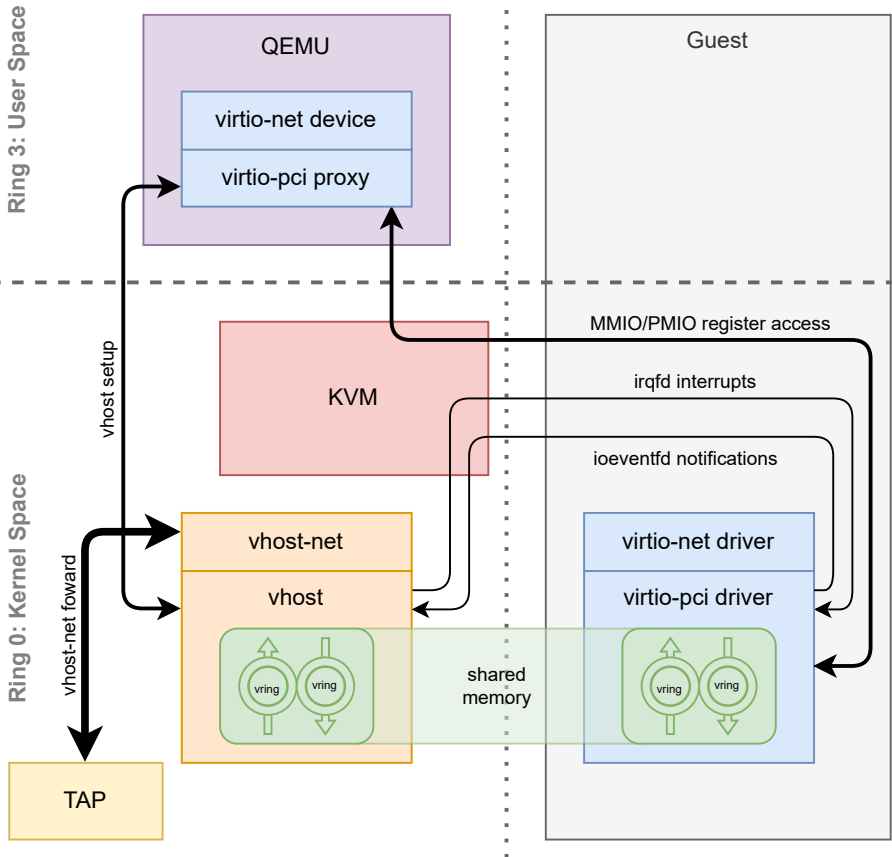 Ring 3: User Space
QEMU
Guest
virtio-net device
virtio-pci proxy
MMIO/PMIO register access
vhost setup
KVM
irqfd interrupts
ioeventfd notifications
Ring 0: Kernel Space
vhost-net foward
vhost-net
virtio-net driver
vhost
virtio-pci driver
vring
vring
shared
memory
vring
vring
TAP